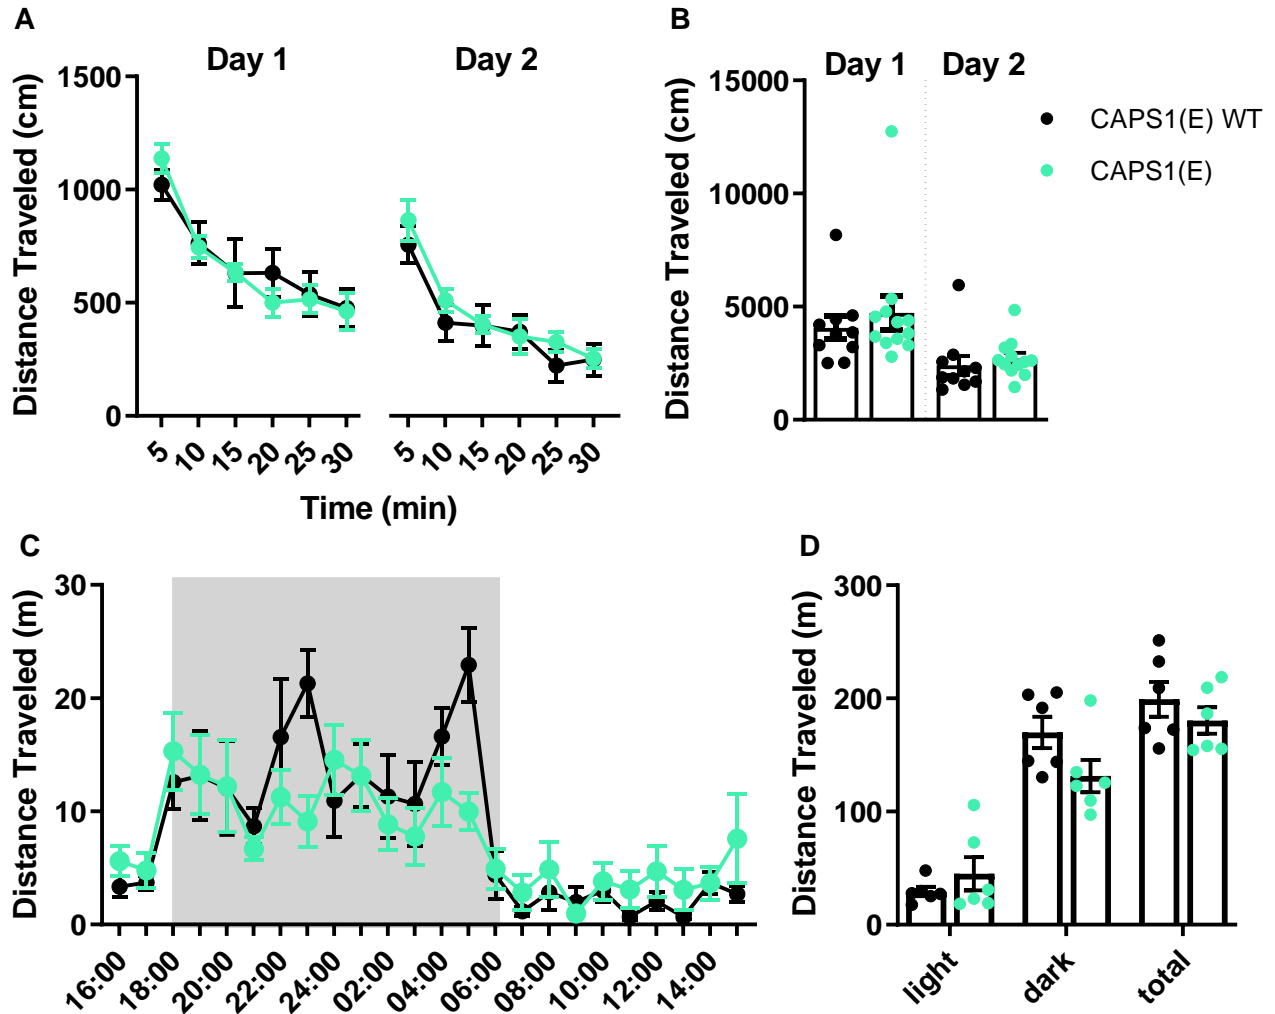 A
Day 1
Day 2
Distance Traveled (cm)
1500
1000
500
0
5
10
15
20
25
30
5
10
15
20
25
30
Time (min)
B
Day 1
Day 2
Distance Traveled (cm)
15000
10000
5000
0
CAPS1(E) WT
CAPS1(E)
C
Distance Traveled (m)
30
20
10
0
16:00
18:00
20:00
22:00
24:00
02:00
04:00
06:00
08:00
10:00
12:00
14:00
D
Distance Traveled (m)
300
200
100
0
light
dark
total